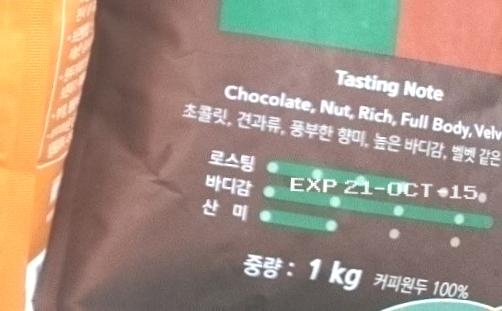 Tasting Note
Chocolate, Nut, Rich, Full Body, Velv
초콜릿, 견과류, 풍부한 향미, 높은 바디감, 벨벳 같은
로스팅
바디감
EXP 21-OCT-15
산 미
중량 : 1 kg 커피원두 100%